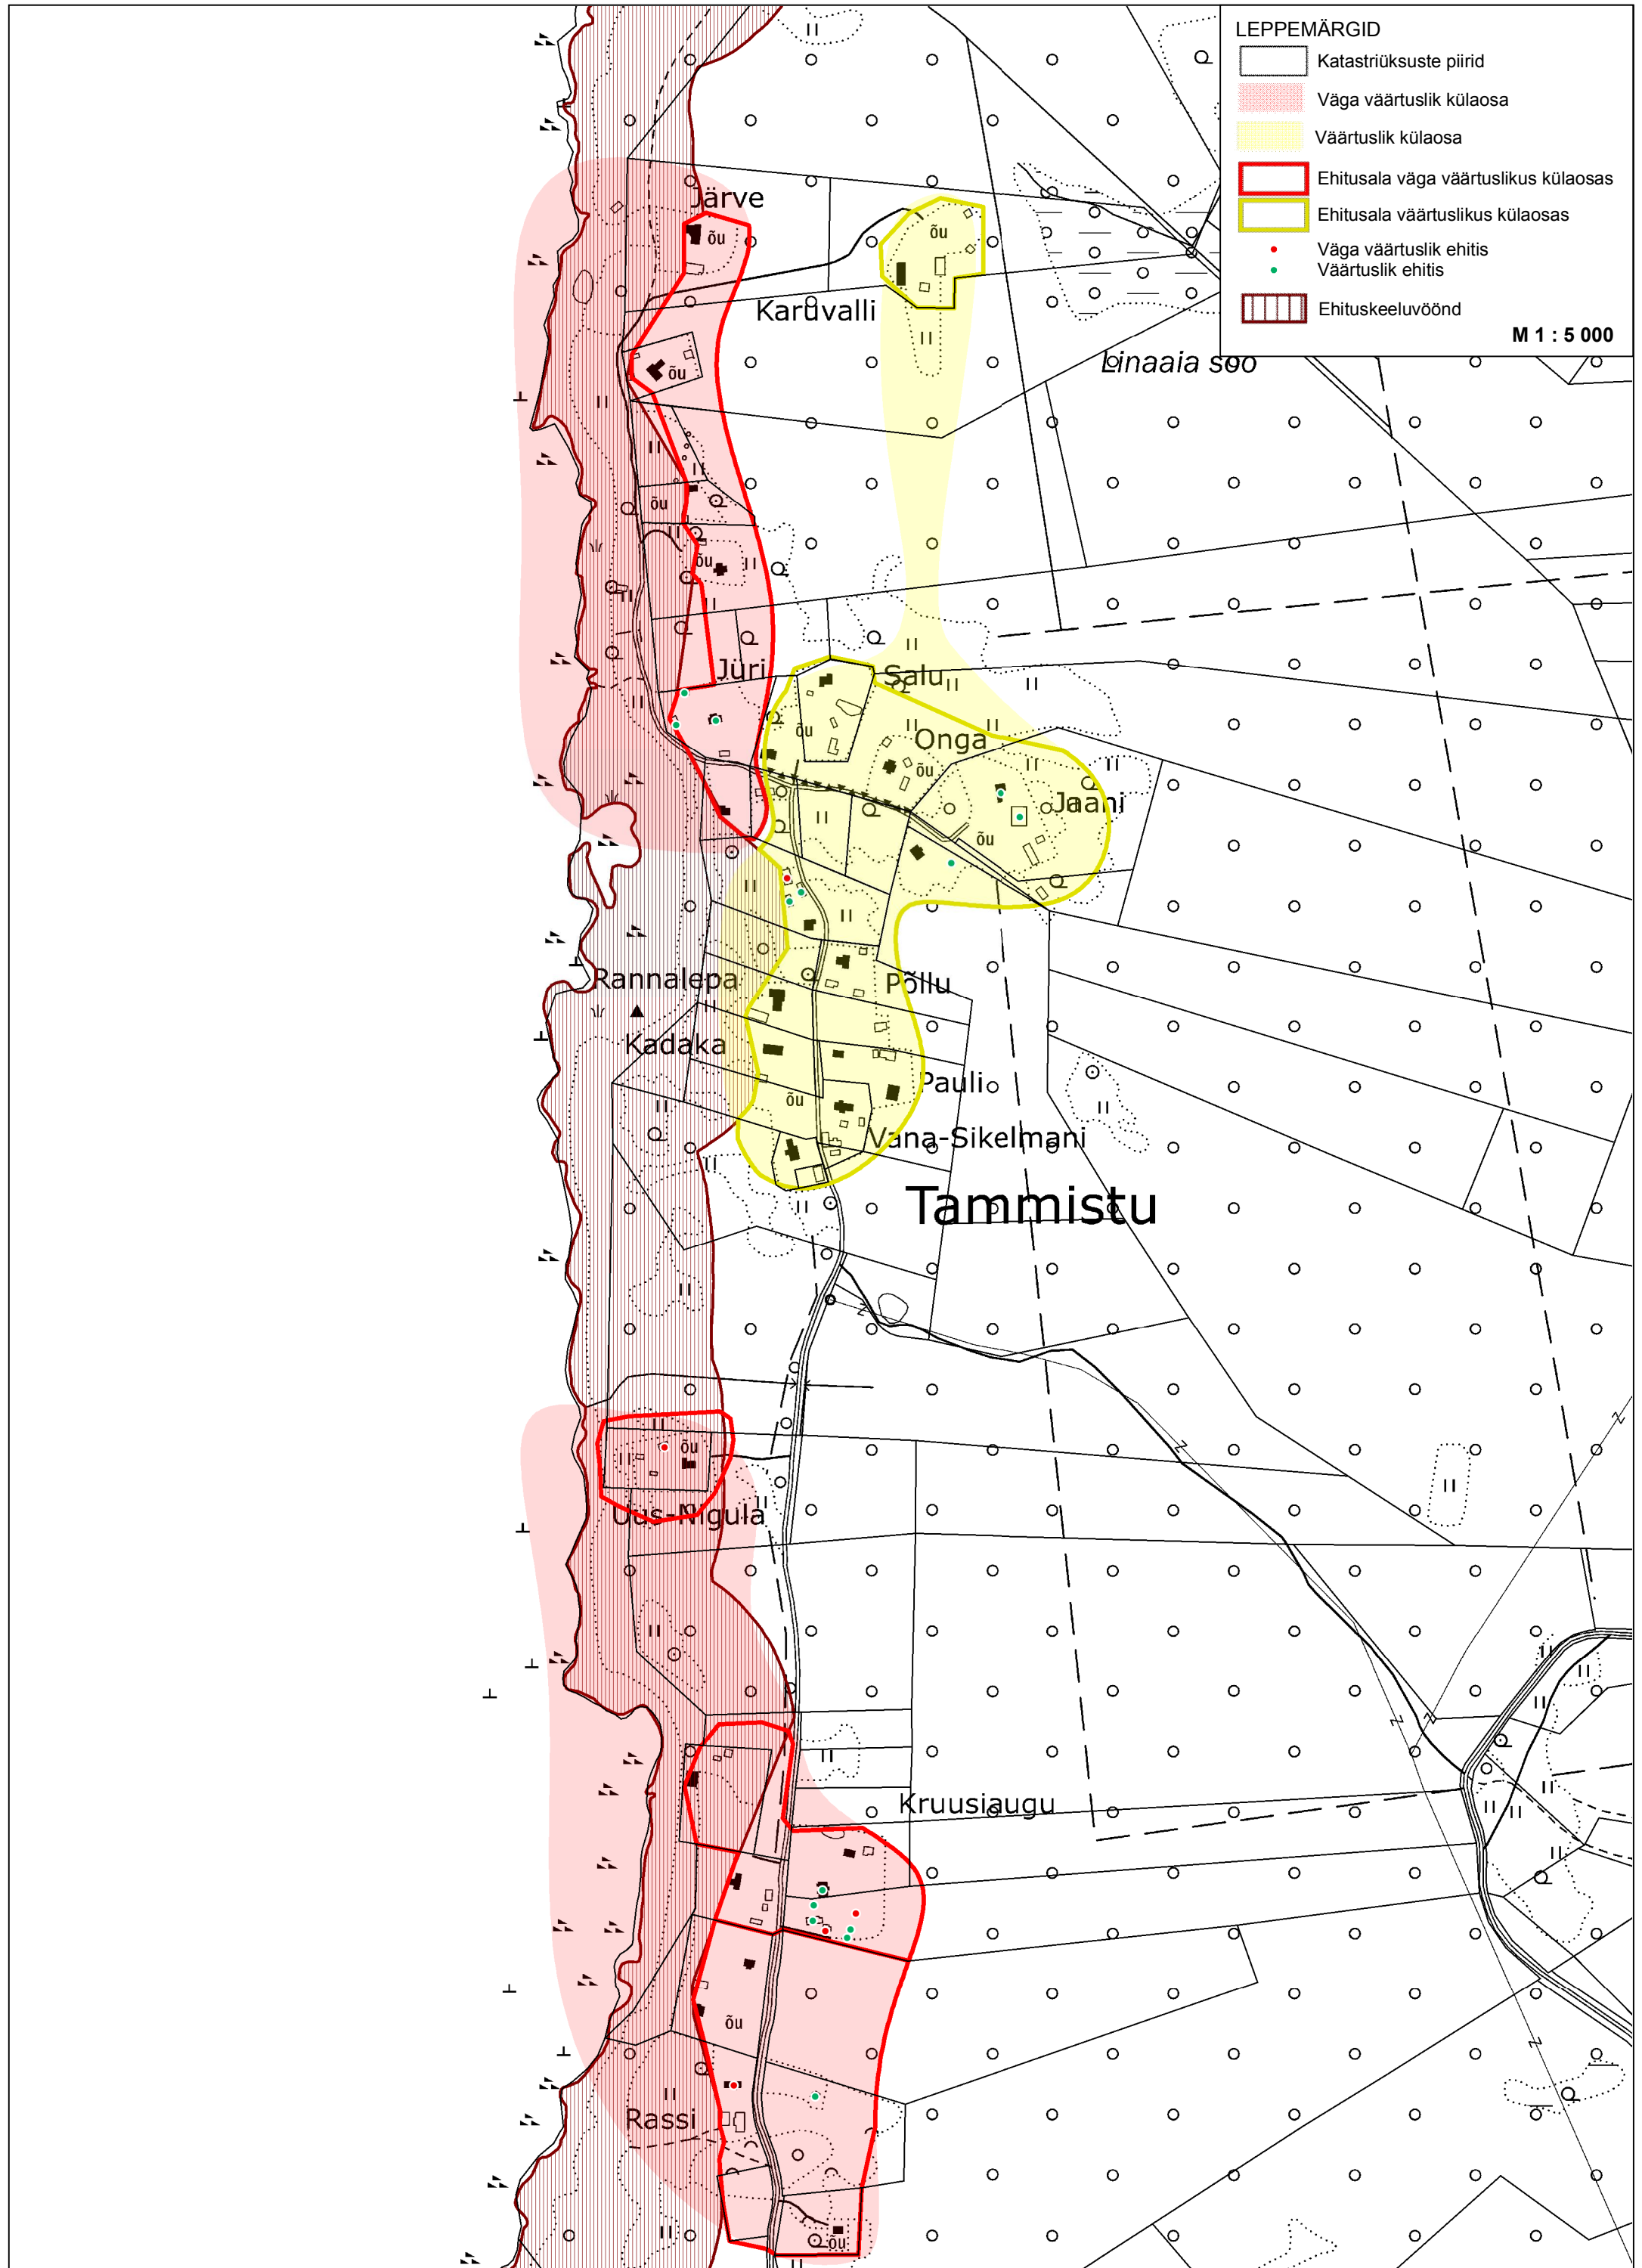 LEPPEMÄRGID
Katastriüksuste piirid
Väga väärtuslik külaosa
Väärtuslik külaosa
Ehitusala väga väärtuslikus külaosas
Ehitusala väärtuslikus külaosas
Väga väärtuslik ehitis
Väärtuslik ehitis
Ehituskeeluvöönd
M 1 : 5 000
Järve
õu
õu
Karuvalli
Linaaia soo
õu
õu
õu
Jüri
Salu
õu
Onga
õu
Jaani
õu
Rannalepa
Põllu
Kadaka
Pauli
õu
Vana-Sikelmani
Tammistu
õu
Uus-Nigula
Kruusiaugu
õu
Rassi
õu